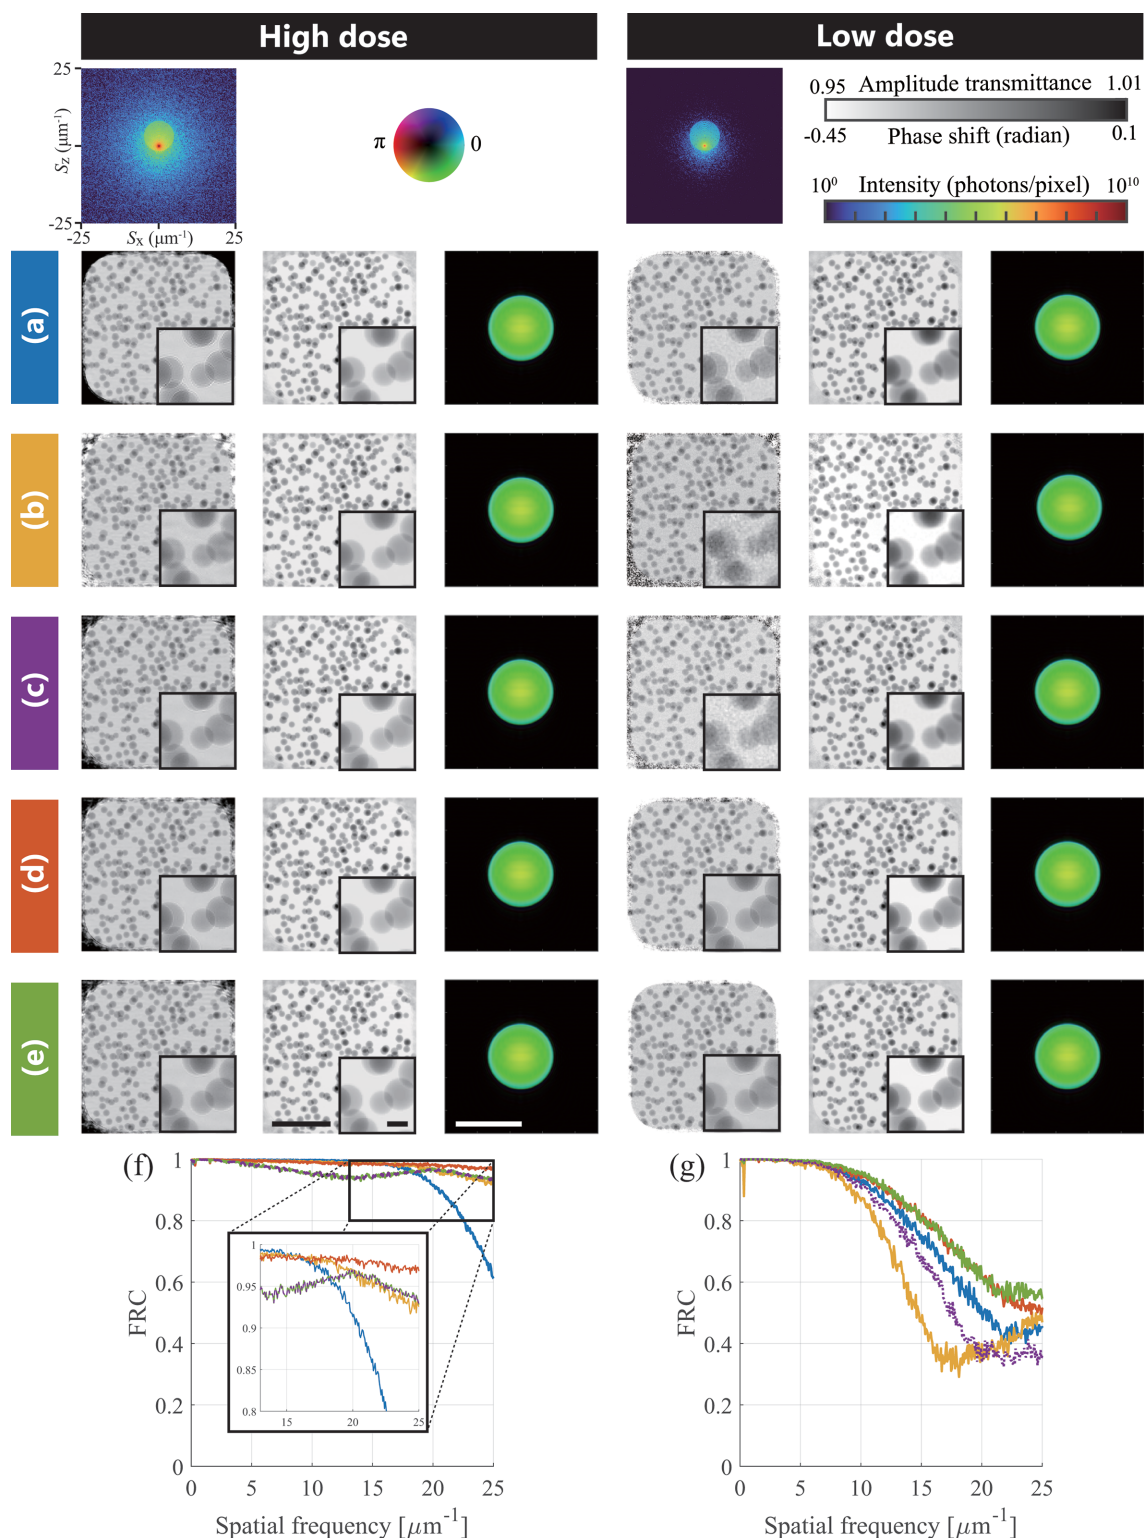 High dose
Low dose
25
Sz (μm⁻¹)
-25
-25
Sx (μm⁻¹)
25
π
0
0.95
Amplitude transmittance
1.01
-0.45
Phase shift (radian)
0.1
10⁰
Intensity (photons/pixel)
10¹⁰
(a)
(b)
(c)
(d)
(e)
(f)
1
0.8
0.6
0.4
0.2
0
FRC
0 5 10 15 20 25
Spatial frequency [μm⁻¹]
1
0.95
0.9
0.85
0.8
15 20 25
(g)
1
0.8
0.6
0.4
0.2
0
FRC
0 5 10 15 20 25
Spatial frequency [μm⁻¹]